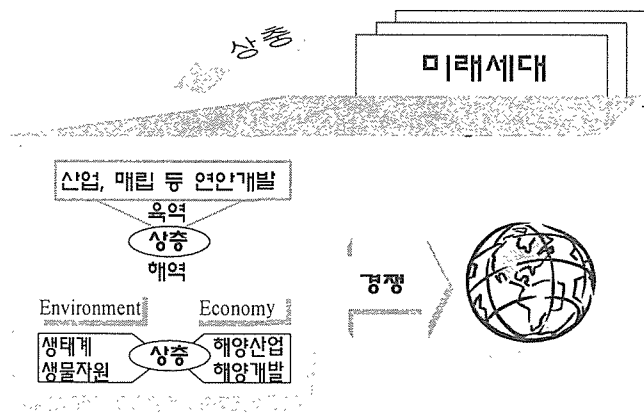 상충
미래세대
산업, 매립 등 연안개발
육역
상충
해역
경쟁
Environment
Economy
생태계
생물자원
상충
해양산업
해양개발